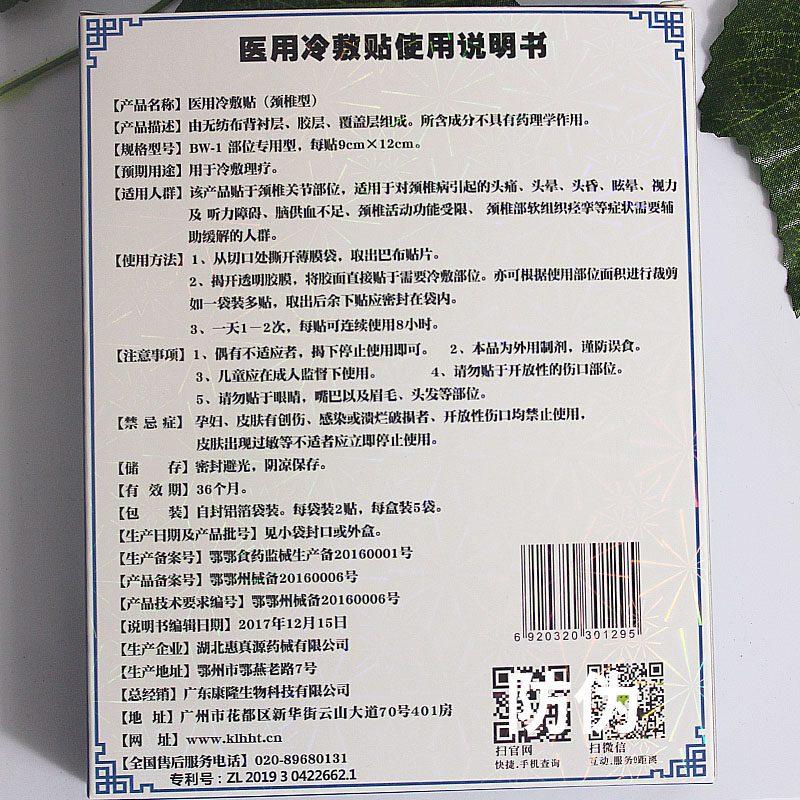 医用冷敷贴使用说明书
【产品名称】医用冷敷贴（颈椎型）
【产品描述】由无纺布背衬层、胶层、覆盖层组成。所含成分不具有药理学作用。
【规格型号】BW-1 部位专用型，每贴9cm×12cm。
【预期用途】用于冷敷理疗。
【适用人群】该产品贴于颈椎关节部位，适用于对颈椎病引起的头痛、头晕、头昏、眩晕、视力
及 听力障碍、脑供血不足、颈椎活动功能受限、 颈椎部软组织痉挛等症状需要辅
助缓解的人群。
【使用方法】1、从切口处撕开薄膜袋，取出巴布贴片。
2、揭开透明胶膜，将胶面直接贴于需要冷敷部位。亦可根据使用部位面积进行裁剪
如一袋装多贴，取出后余下贴应密封在袋内。
3、一天1－2次，每贴可连续使用8小时。
【注意事项】1、偶有不适应者，揭下停止使用即可。 2、本品为外用制剂，谨防误食。
3、儿童应在成人监督下使用。 4、请勿贴于开放性的伤口部位。
5、请勿贴于眼睛，嘴巴以及眉毛、头发等部位。
【禁 忌 症】孕妇、皮肤有创伤、感染或溃烂破损者、开放性伤口均禁止使用，
皮肤出现过敏等不适者应立即停止使用。
【储 存】密封避光，阴凉保存。
【有 效 期】36个月。
【包 装】自封铝箔袋装。每袋装2贴，每盒装5袋。
【生产日期及产品批号】见小袋封口或外盒。
【生产备案号】鄂鄂食药监械生产备20160001号
【产品备案号】鄂鄂州械备20160006号
【产品技术要求编号】鄂鄂州械备20160006号
【说明书编辑日期】2017年12月15日
【生产企业】湖北惠真源药械有限公司
【生产地址】鄂州市鄂燕老路7号
【总经销】广东康隆生物科技有限公司
【地 址】广州市花都区新华街云山大道70号401房
【网 址】www.klhht.cn
【全国售后服务电话】020-89680131
专利号：ZL 2019 3 0422662.1
6 920320 301295
防伪
扫官网
快捷.手机查询
扫微信
互动.服务0距离